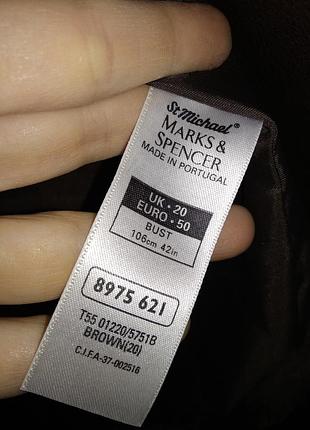 St Michael®
MARKS &
SPENCER
MADE IN PORTUGAL
UK • 20
EURO • 50
BUST
106cm 42in
8975 621
T55 01220/5751B
BROWN(20)
C.I.F.A-37-002516